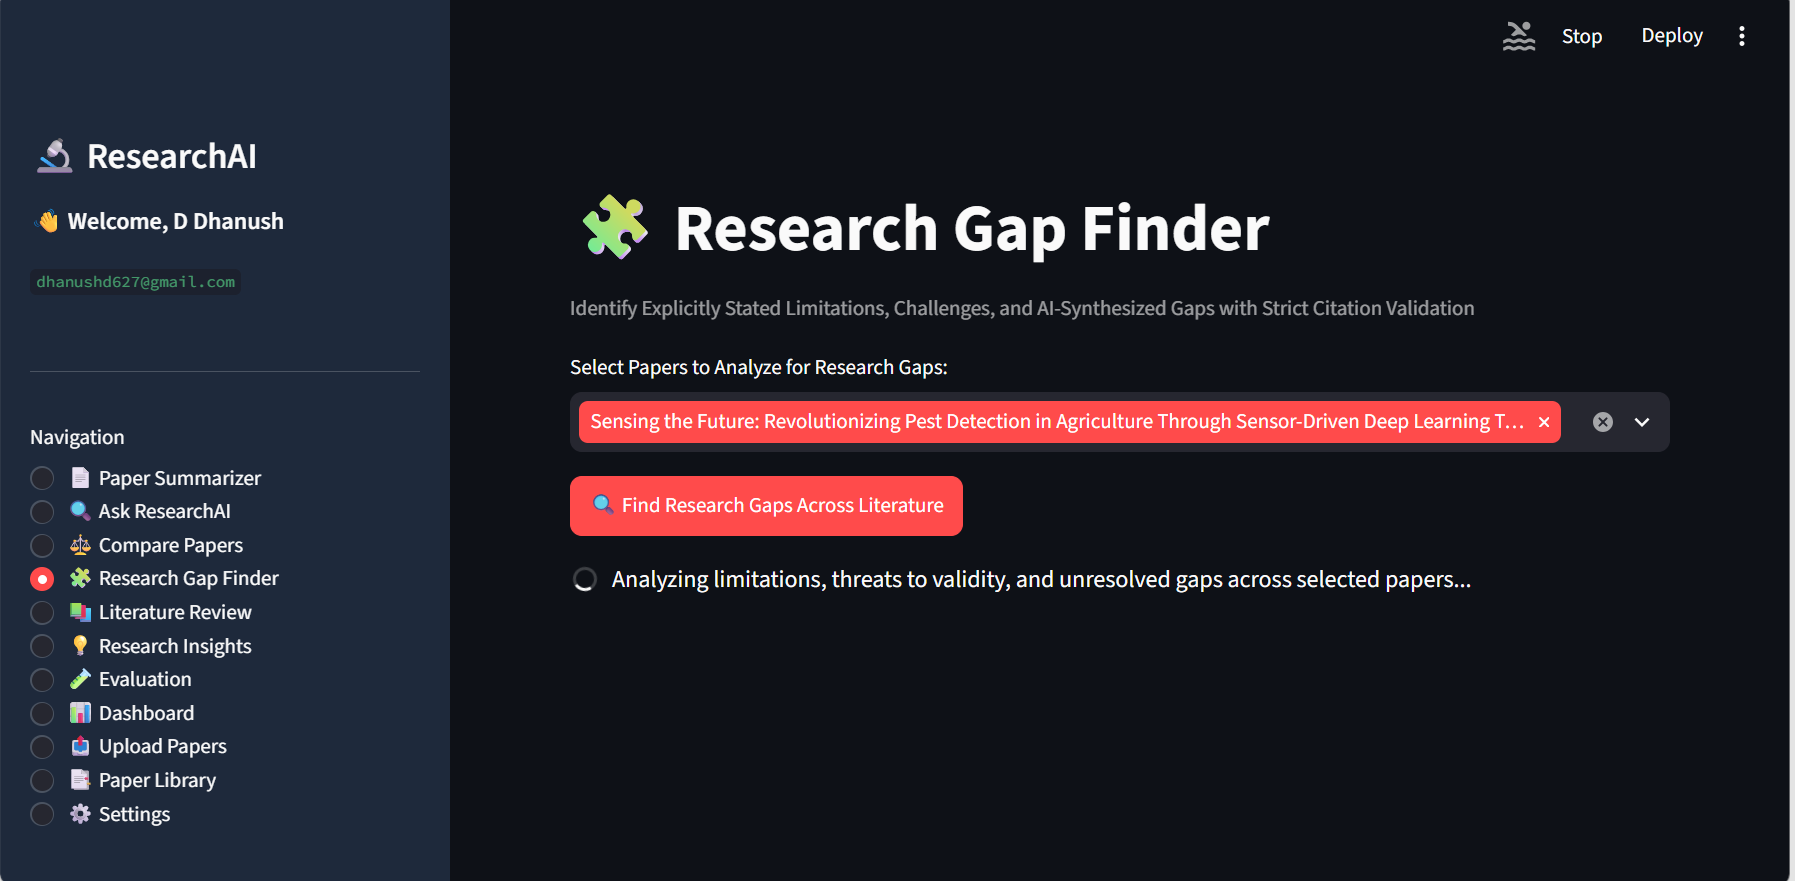 Stop
Deploy
ResearchAI
Welcome, D Dhanush
dhanushd627@gmail.com
Navigation
Paper Summarizer
Ask ResearchAI
Compare Papers
Research Gap Finder
Literature Review
Research Insights
Evaluation
Dashboard
Upload Papers
Paper Library
Settings
Research Gap Finder
Identify Explicitly Stated Limitations, Challenges, and AI-Synthesized Gaps with Strict Citation Validation
Select Papers to Analyze for Research Gaps:
Sensing the Future: Revolutionizing Pest Detection in Agriculture Through Sensor-Driven Deep Learning T...
Find Research Gaps Across Literature
Analyzing limitations, threats to validity, and unresolved gaps across selected papers...